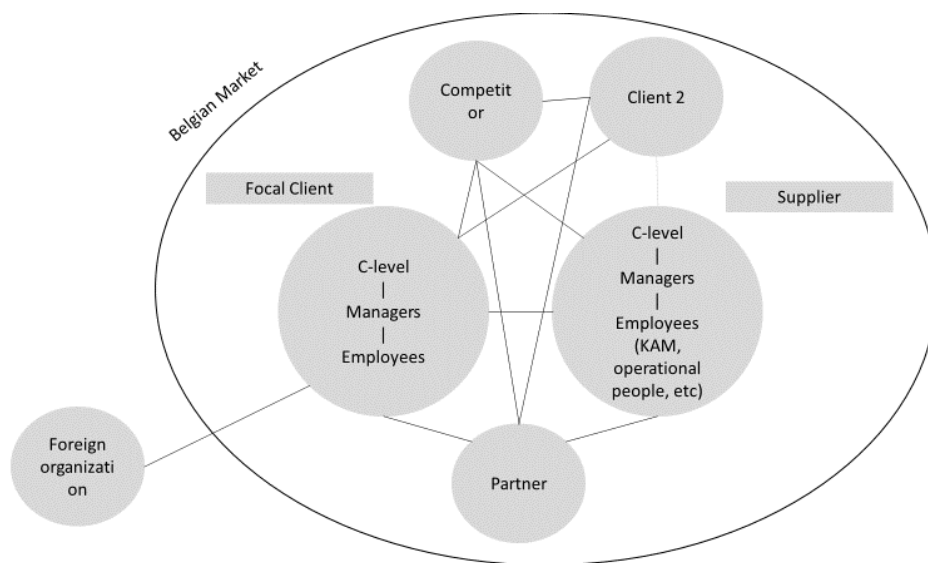 Belgian Market
Competit
or
Client 2
Focal Client
Supplier
C-level
|
Managers
|
Employees
C-level
|
Managers
|
Employees
(KAM,
operational
people, etc)
Foreign
organizati
on
Partner